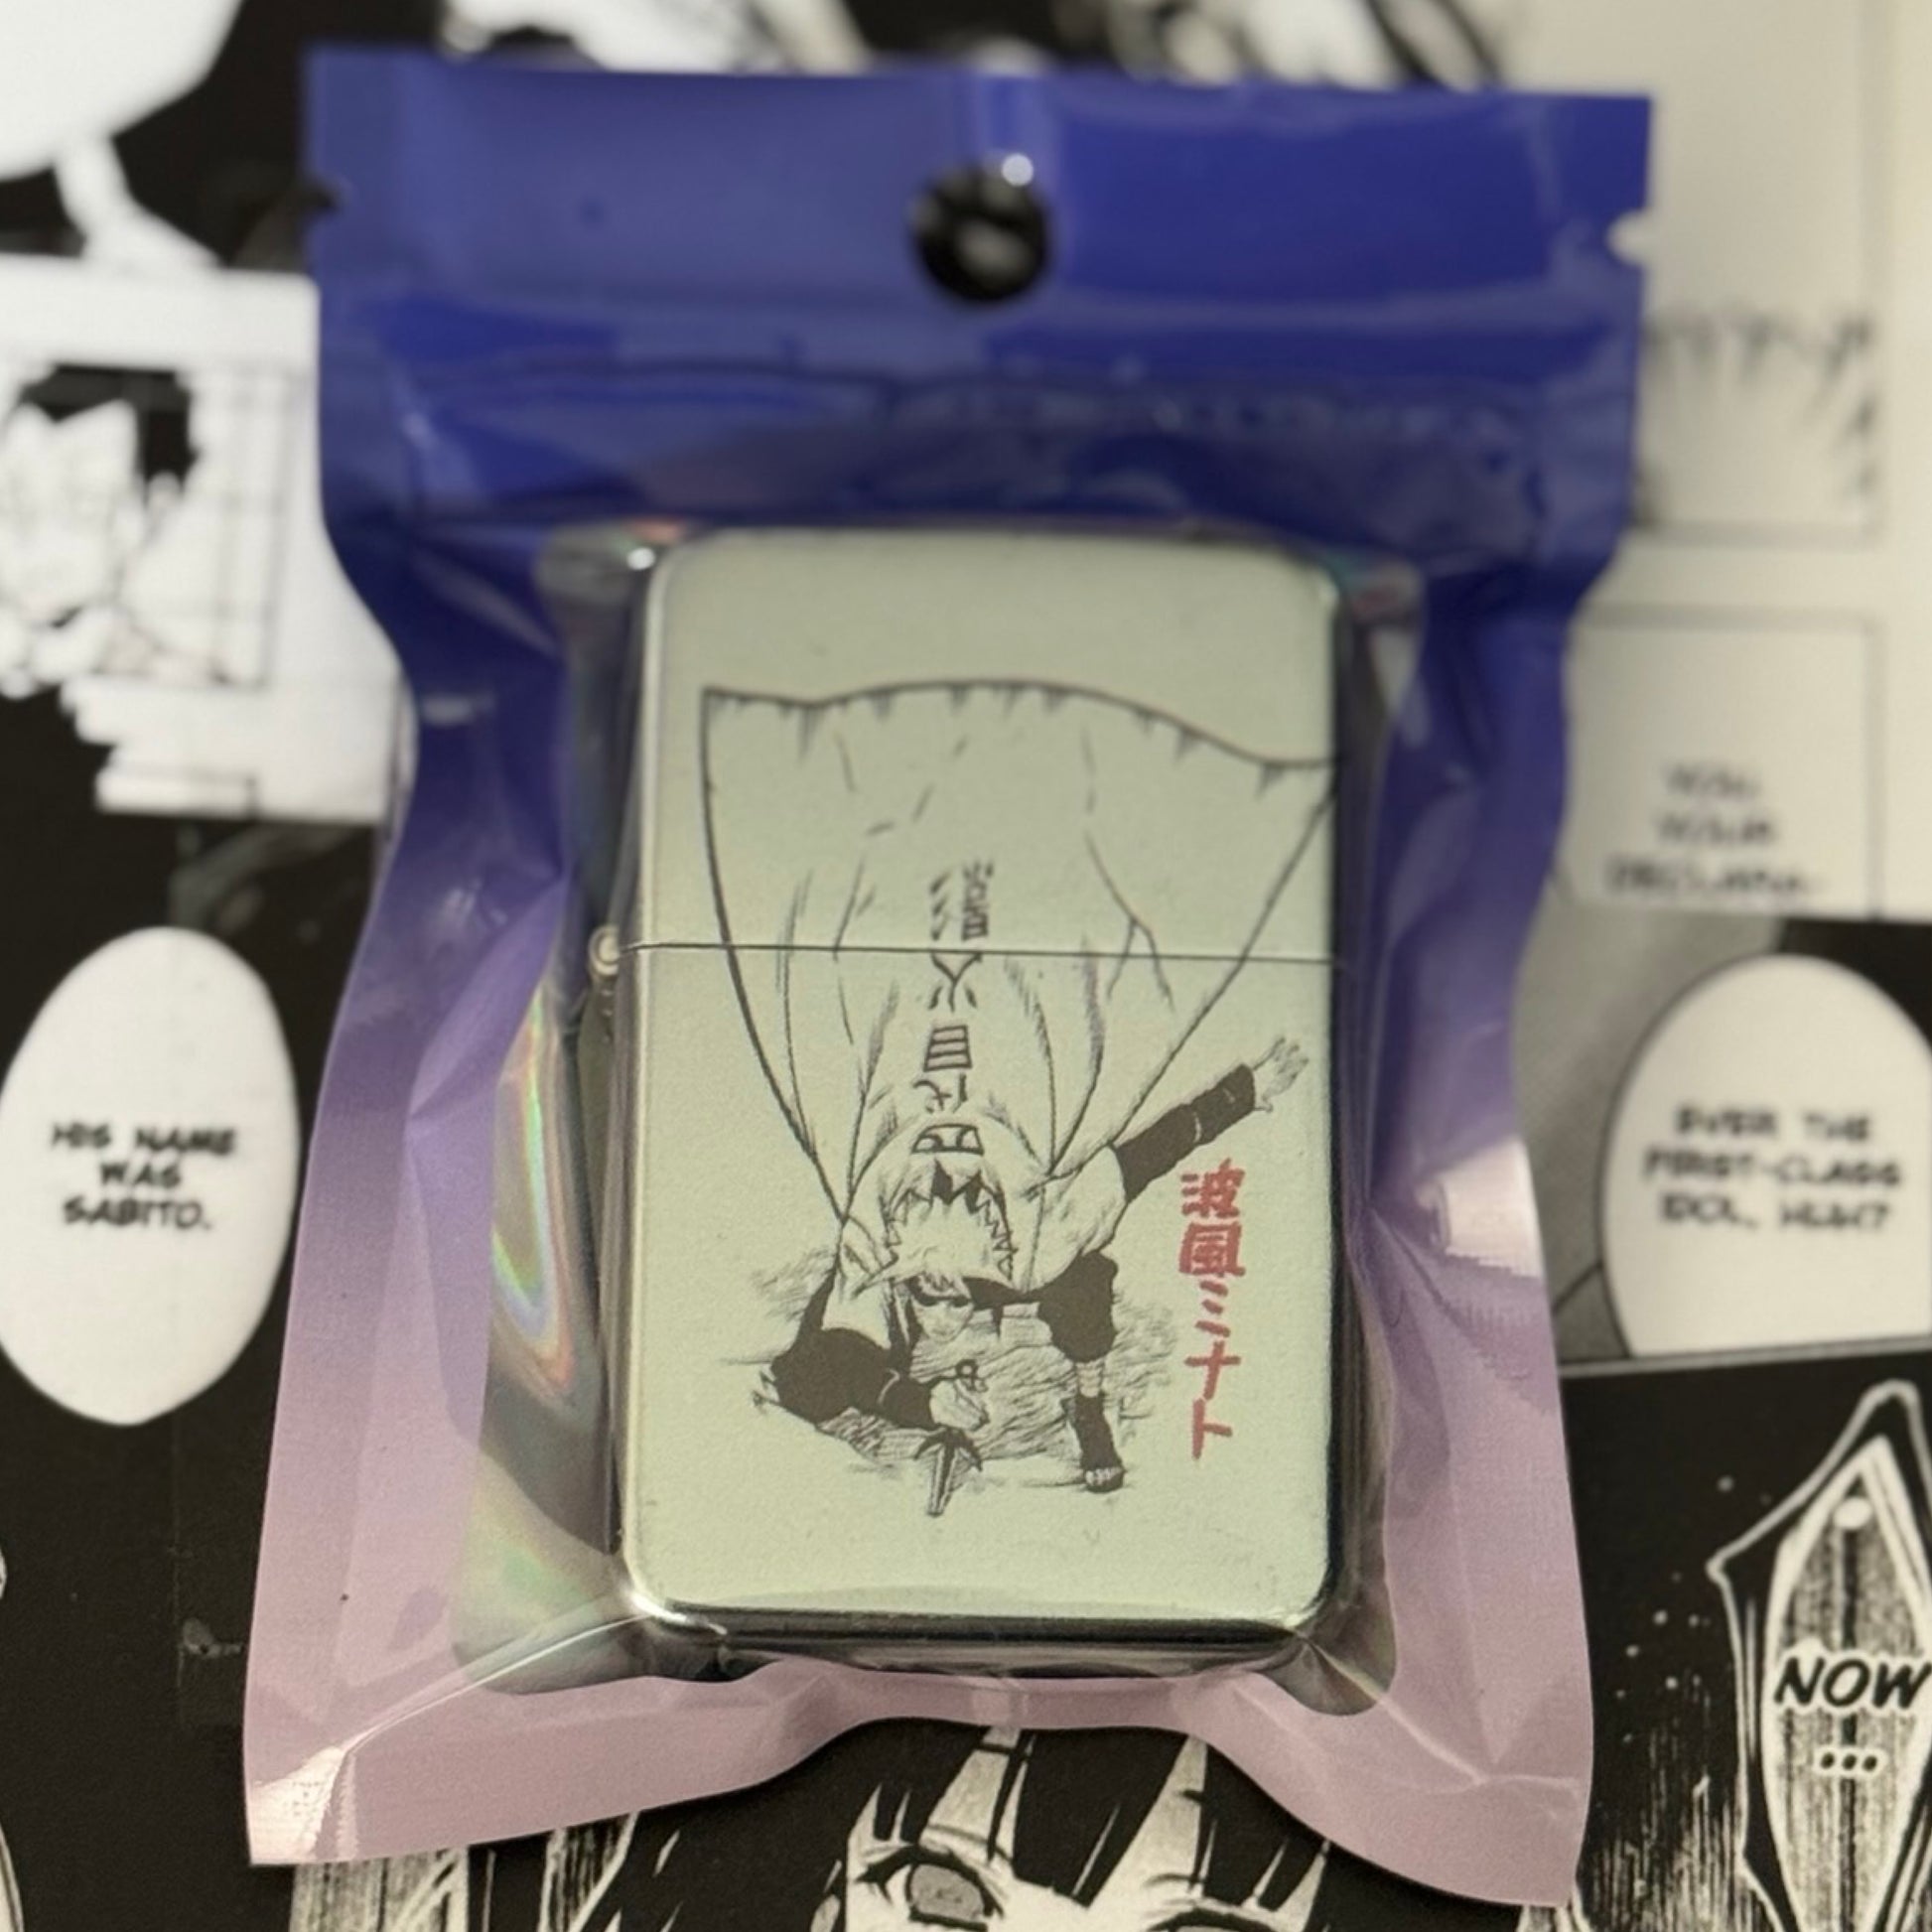 四代目火影
波風ミナト
HIS NAME
WAS
SABITO.
EVER THE
FIRST-CLASS
IDOL, HUH?
NOW
...